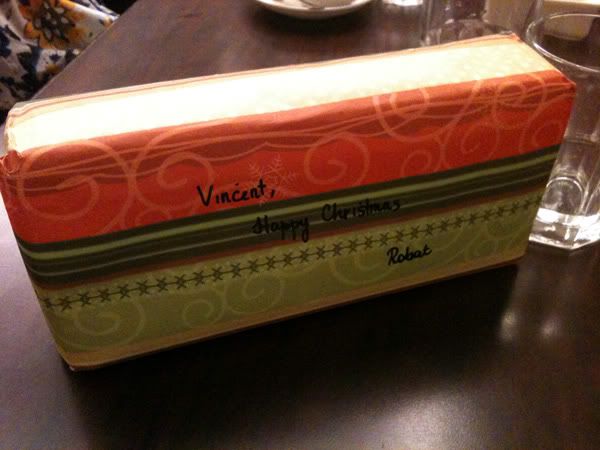 Vincent,
Happy Christmas
Robat